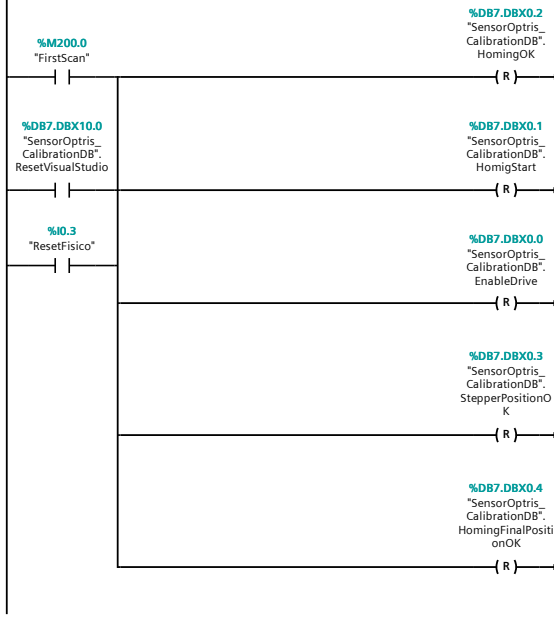 %DB7.DBX0.2
"SensorOptris_
CalibrationDB".
HomingOK
%M200.0
"FirstScan"
R
%DB7.DBX10.0
"SensorOptris_
CalibrationDB".
ResetVisualStudio
%DB7.DBX0.1
"SensorOptris_
CalibrationDB".
HomigStart
R
%I0.3
"ResetFisico"
%DB7.DBX0.0
"SensorOptris_
CalibrationDB".
EnableDrive
R
%DB7.DBX0.3
"SensorOptris_
CalibrationDB".
StepperPositionO
K
R
%DB7.DBX0.4
"SensorOptris_
CalibrationDB".
HomingFinalPositi
onOK
R